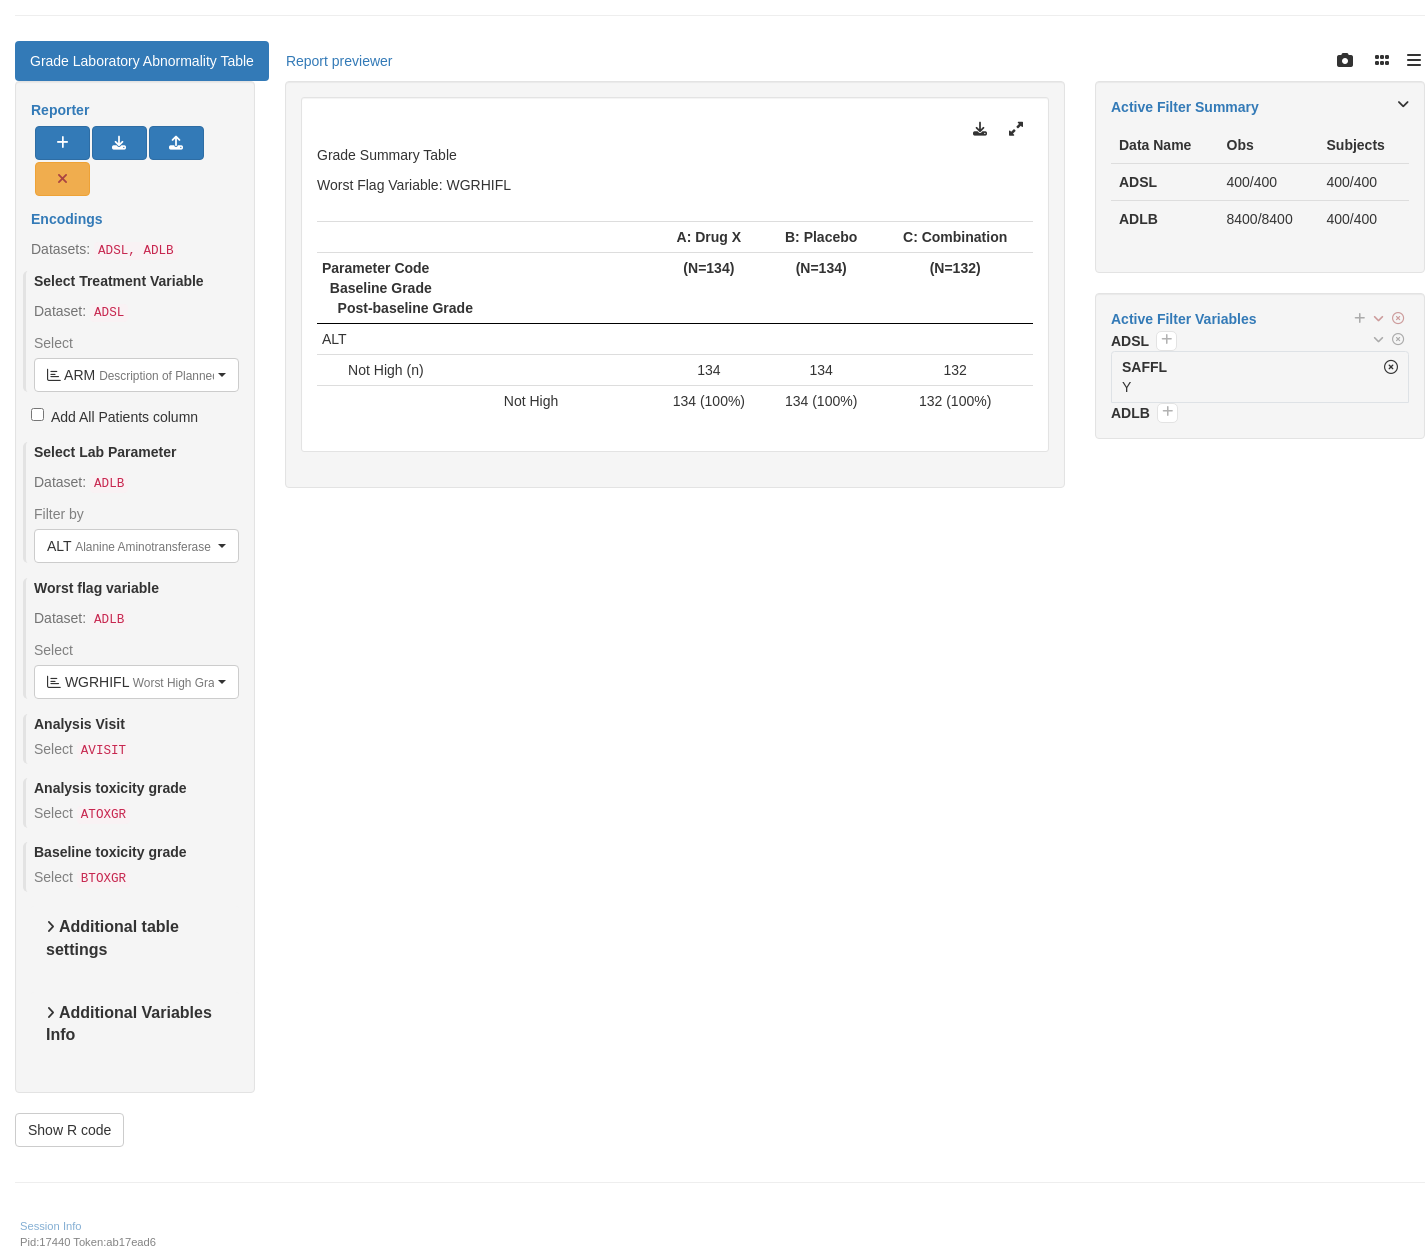 Grade Laboratory Abnormality Table
Report previewer
Reporter
Encodings
Datasets: ADSL, ADLB
Select Treatment Variable
Dataset: ADSL
Select
ARM Description of Planne
Add All Patients column
Select Lab Parameter
Dataset: ADLB
Filter by
ALT Alanine Aminotransferase
Worst flag variable
Dataset: ADLB
Select
WGRHIFL Worst High Gra
Analysis Visit
Select AVISIT
Analysis toxicity grade
Select ATOXGR
Baseline toxicity grade
Select BTOXGR
Additional table
settings
Additional Variables
Info
Show R code
Grade Summary Table
Worst Flag Variable: WGRHIFL
A: Drug X B: Placebo C: Combination
Parameter Code (N=134) (N=134) (N=132)
Baseline Grade
Post-baseline Grade
ALT
Not High (n) 134 134 132
Not High 134 (100%) 134 (100%) 132 (100%)
Active Filter Summary
Data Name Obs Subjects
ADSL 400/400 400/400
ADLB 8400/8400 400/400
Active Filter Variables
ADSL
SAFFL
Y
ADLB
Session Info
Pid:17440 Token:ab17ead6